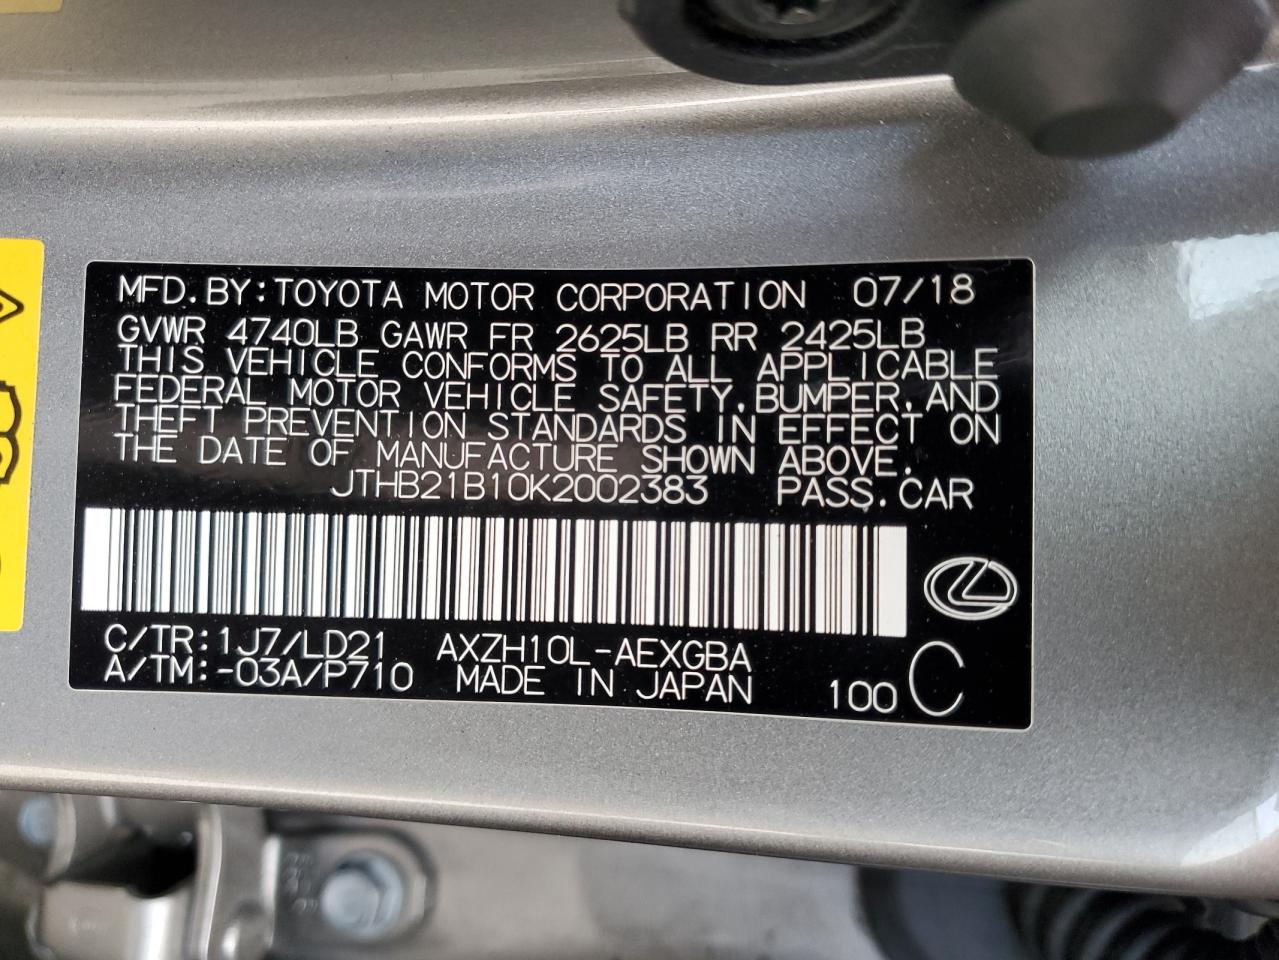 MFD.BY:TOYOTA MOTOR CORPORATION 07/18
GVWR 4740LB GAWR FR 2625LB RR 2425LB
THIS VEHICLE CONFORMS TO ALL APPLICABLE
FEDERAL MOTOR VEHICLE SAFETY,BUMPER,AND
THEFT PREVENTION STANDARDS IN EFFECT ON
THE DATE OF MANUFACTURE SHOWN ABOVE.
JTHB21B10K2002383 PASS.CAR
C/TR:1J7/LD21 AXZH10L-AEXGBA
A/TM:-03A/P710 MADE IN JAPAN 100 C